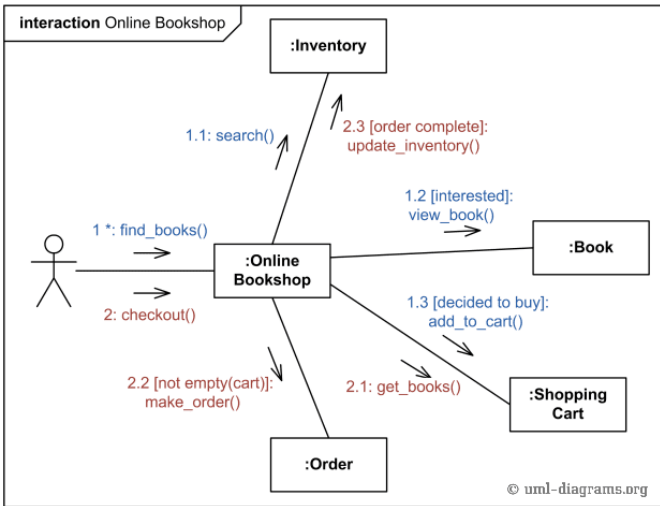 interaction Online Bookshop
:Inventory
1.1: search()
2.3 [order complete]:
update_inventory()
1.2 [interested]:
view_book()
1 *: find_books()
:Online
Bookshop
:Book
2: checkout()
1.3 [decided to buy]:
add_to_cart()
2.2 [not empty(cart)]:
make_order()
2.1: get_books()
:Shopping
Cart
:Order
© uml-diagrams.org